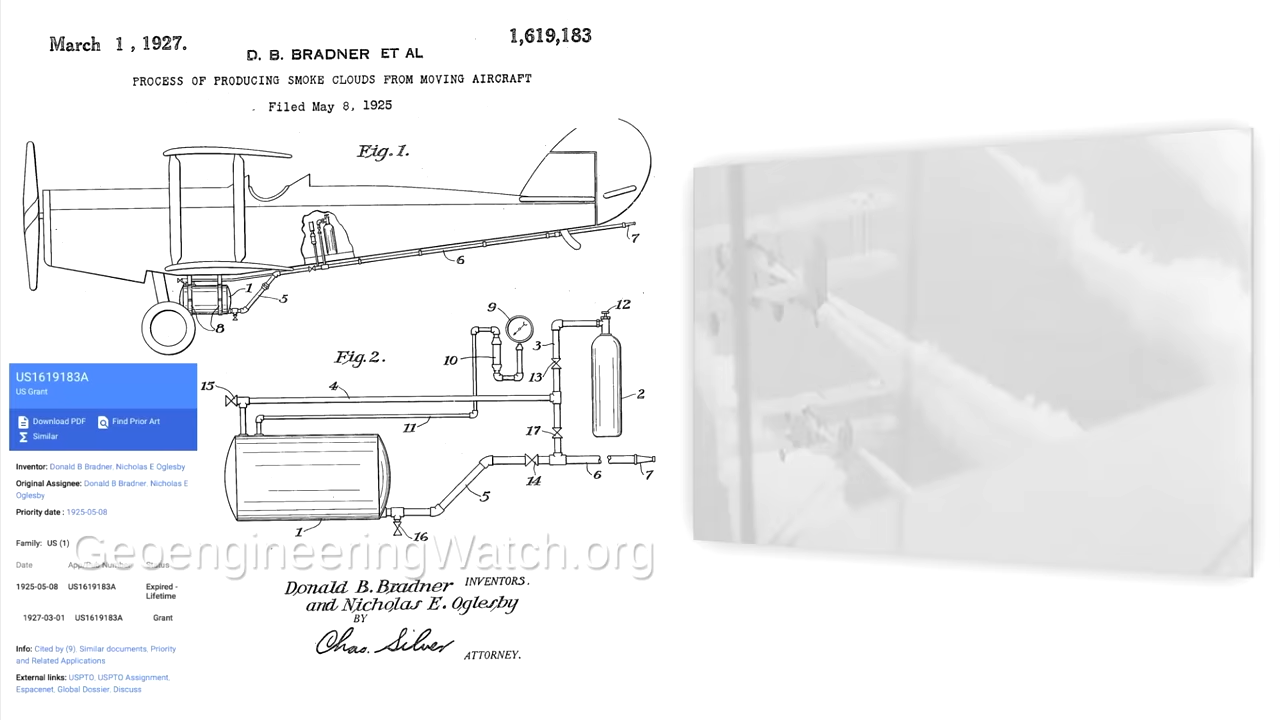 March 1, 1927.
1,619,183
D. B. BRADNER ET AL
PROCESS OF PRODUCING SMOKE CLOUDS FROM MOVING AIRCRAFT
Filed May 8, 1925
Fig.1.
7
6
1
5
8
9
12
3
Fig.2.
10
13
15
4
2
11
17
14
6
7
5
1
16
US1619183A
US Grant
Download PDF
Find Prior Art
Similar
Inventor: Donald B Bradner, Nicholas E Oglesby
Original Assignee: Donald B Bradner, Nicholas E
Oglesby
Priority date : 1925-05-08
Family: US (1)
GeoengineeringWatch.org
Date App/Pub Number Status
1925-05-08 US1619183A Expired -
Lifetime
1927-03-01 US1619183A Grant
Info: Cited by (9), Similar documents, Priority
and Related Applications
External links: USPTO, USPTO Assignment,
Espacenet, Global Dossier, Discuss
Donald B. Bradner INVENTORS.
and Nicholas E. Oglesby
BY
Chas. Silver
ATTORNEY.